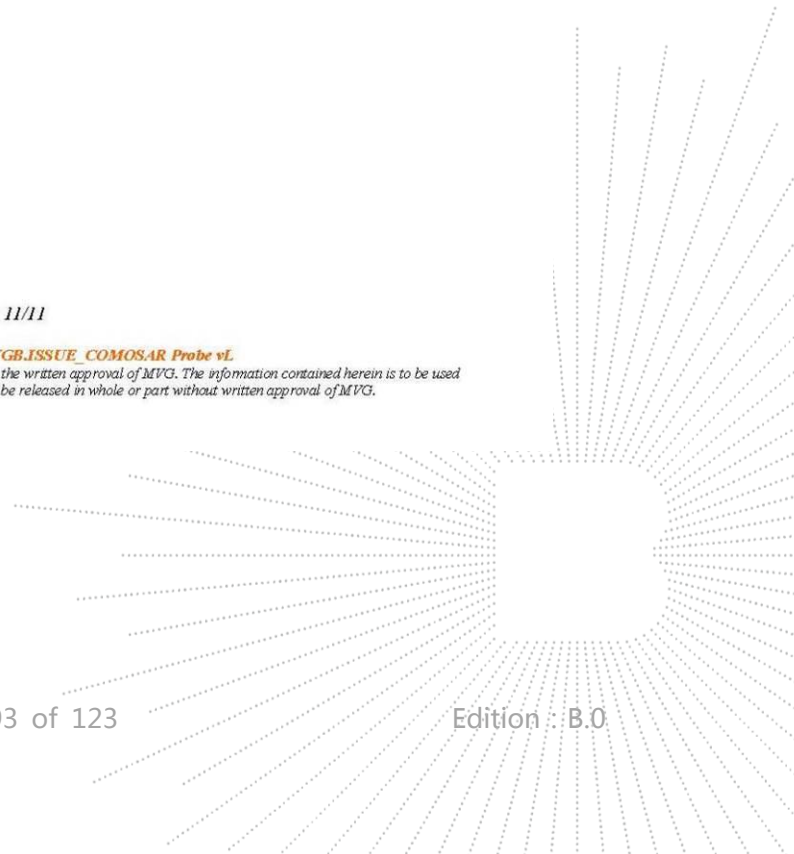 11/11
GB.ISSUE_COMOSAR Probe vL
the written approval of MVG. The information contained herein is to be used
be released in whole or part without written approval of MVG.
3 of 123
Edition : B.0